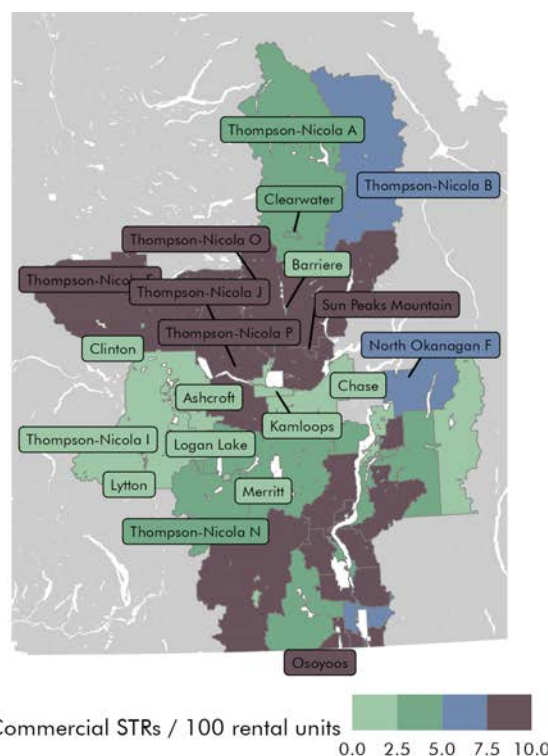 Thompson-Nicola A
Thompson-Nicola B
Clearwater
Thompson-Nicola O
Barriere
Thompson-Nicola
Thompson-Nicola J
Sun Peaks Mountain
Thompson-Nicola P
Clinton
North Okanagan F
Chase
Ashcroft
Kamloops
Thompson-Nicola I
Logan Lake
Lytton
Merritt
Thompson-Nicola N
Osoyoos
Commercial STRs / 100 rental units
0.0 2.5 5.0 7.5 10.0